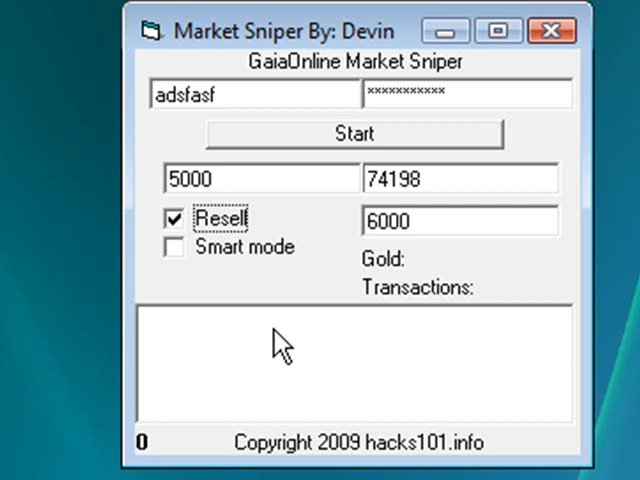 Market Sniper By: Devin
GaiaOnline Market Sniper
adsfasf ***********
Start
5000 74198
Resell 6000
Smart mode
Gold:
Transactions:
0 Copyright 2009 hacks101.info